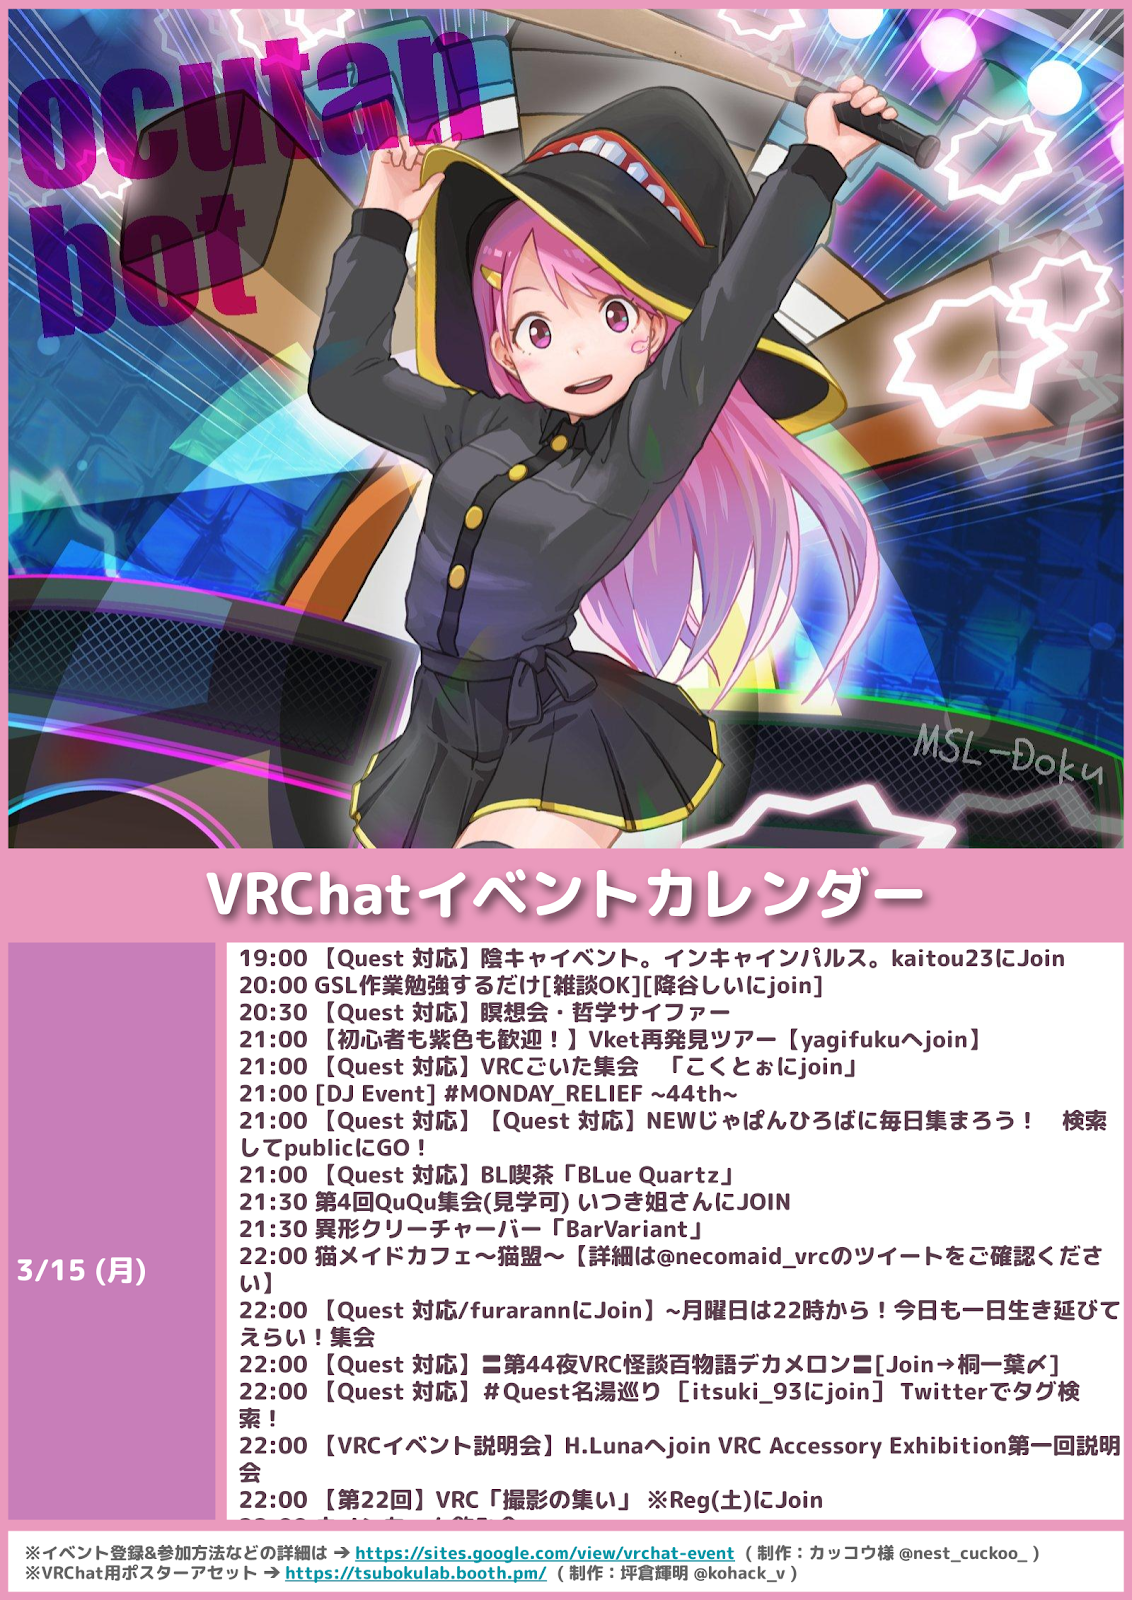 ocutan
bot
MSL-Doku
VRChatイベントカレンダー
3/15 (月)
19:00 【Quest 対応】陰キャイベント。インキャインパルス。kaitou23にJoin
20:00 GSL作業勉強するだけ[雑談OK][降谷しいにjoin]
20:30 【Quest 対応】瞑想会・哲学サイファー
21:00 【初心者も紫色も歓迎！】Vket再発見ツアー【yagifukuへjoin】
21:00 【Quest 対応】VRCごいた集会　「こくとぉにjoin」
21:00 [DJ Event] #MONDAY_RELIEF ~44th~
21:00 【Quest 対応】【Quest 対応】NEWじゃぱんひろばに毎日集まろう！　検索
してpublicにGO！
21:00 【Quest 対応】BL喫茶「BLue Quartz」
21:30 第4回QuQu集会(見学可) いつき姐さんにJOIN
21:30 異形クリーチャーバー「BarVariant」
22:00 猫メイドカフェ～猫盟～【詳細は@necomaid_vrcのツイートをご確認くださ
い】
22:00 【Quest 対応/furarannにJoin】~月曜日は22時から！今日も一日生き延びて
えらい！集会
22:00 【Quest 対応】〓第44夜VRC怪談百物語デカメロン〓[Join→桐一葉〆]
22:00 【Quest 対応】＃Quest名湯巡り ［itsuki_93にjoin］ Twitterでタグ検
索！
22:00 【VRCイベント説明会】H.Lunaへjoin VRC Accessory Exhibition第一回説明
会
22:00 【第22回】VRC「撮影の集い」 ※Reg(土)にJoin
※イベント登録&参加方法などの詳細は → https://sites.google.com/view/vrchat-event ( 制作：カッコウ様 @nest_cuckoo_ )
※VRChat用ポスターアセット → https://tsubokulab.booth.pm/ ( 制作：坪倉輝明 @kohack_v )